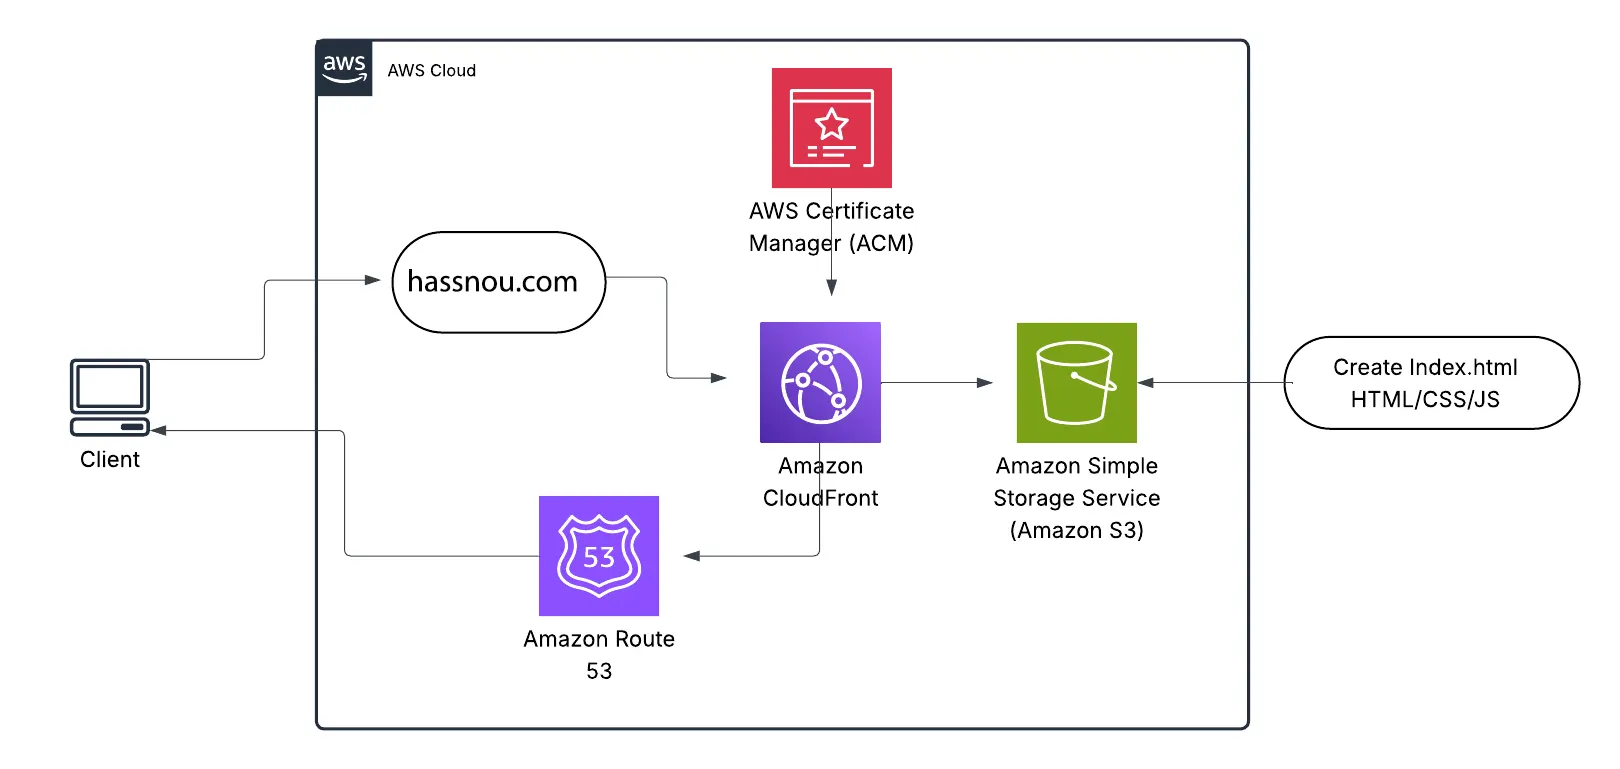 aws
AWS Cloud
AWS Certificate
Manager (ACM)
hassnou.com
Create Index.html
HTML/CSS/JS
Client
Amazon
CloudFront
Amazon Simple
Storage Service
(Amazon S3)
53
Amazon Route
53